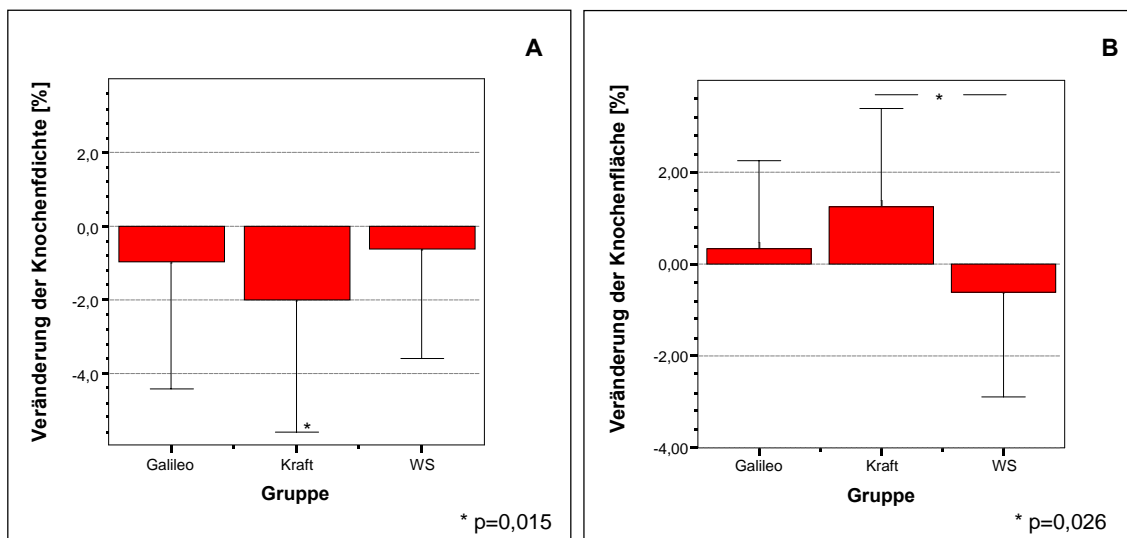 A
Veränderung der Knochenfdichte [%]
2,0
0,0
-2,0
-4,0
*
Galileo Kraft WS
Gruppe
* p=0,015
B
Veränderung der Knochenfläche [%]
*
2,00
0,00
-2,00
-4,00
Galileo Kraft WS
Gruppe
* p=0,026